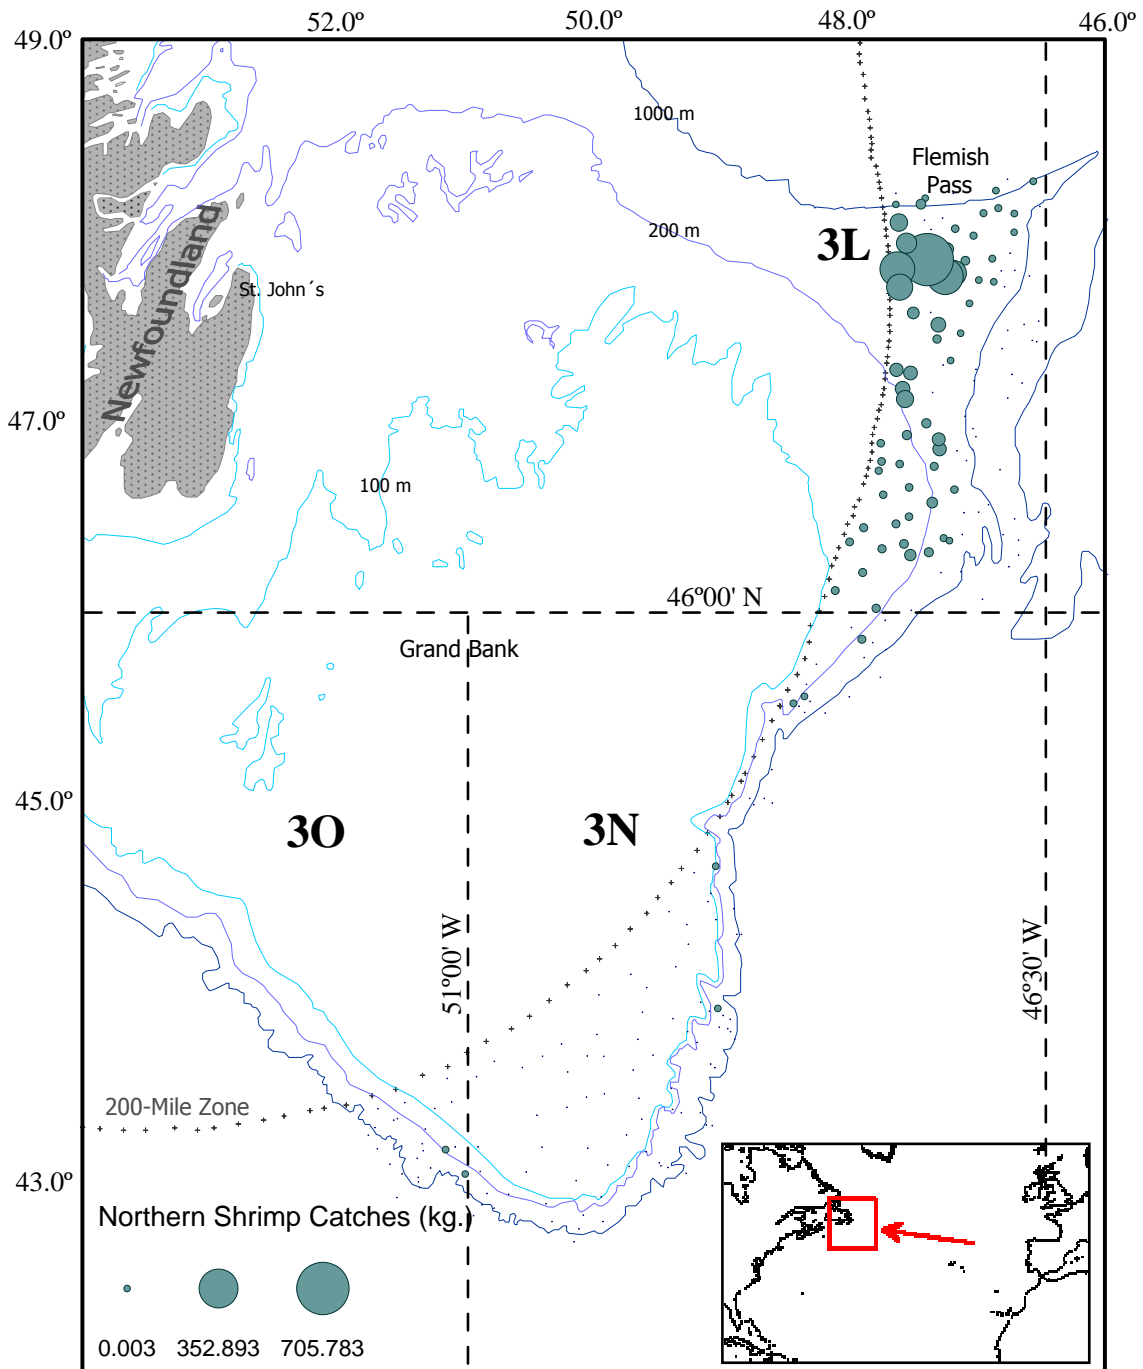 52.0º 50.0º 48.0º 46.0º
49.0º
1000 m
Flemish
Pass
200 m
3L
Newfoundland
St. John´s
47.0º
100 m
46º00' N
Grand Bank
45.0º
3O
3N
51º00' W
46º30' W
200-Mile Zone
43.0º
Northern Shrimp Catches (kg.)
0.003 352.893 705.783